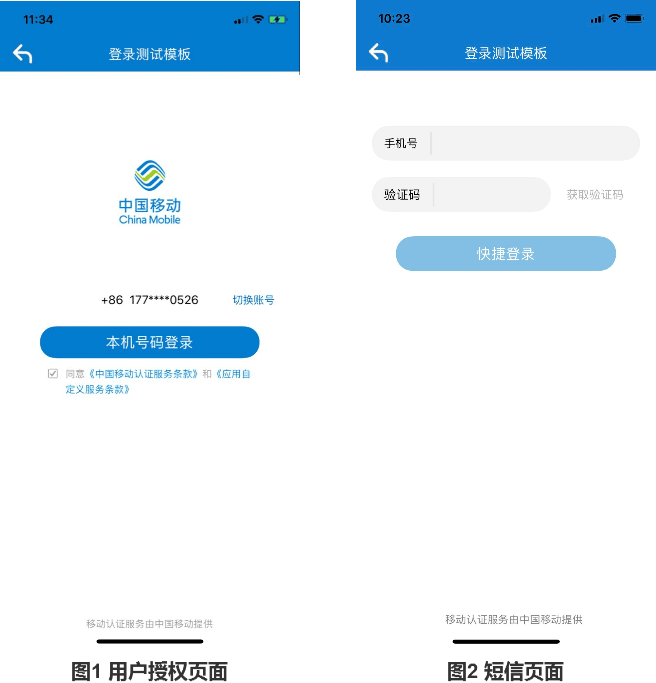 11:34
登录测试模板
中国移动
China Mobile
+86 177****0526 切换账号
本机号码登录
同意《中国移动认证服务条款》和《应用自
定义服务条款》
移动认证服务由中国移动提供
图1 用户授权页面
10:23
登录测试模板
手机号
验证码 获取验证码
快捷登录
移动认证服务由中国移动提供
图2 短信页面